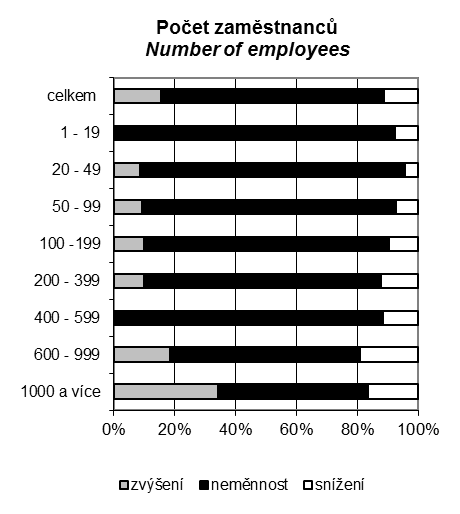 Počet zaměstnanců
Number of employees
celkem
1 - 19
20 - 49
50 - 99
100 -199
200 - 399
400 - 599
600 - 999
1000 a více
0% 20% 40% 60% 80% 100%
zvýšení neměnnost snížení